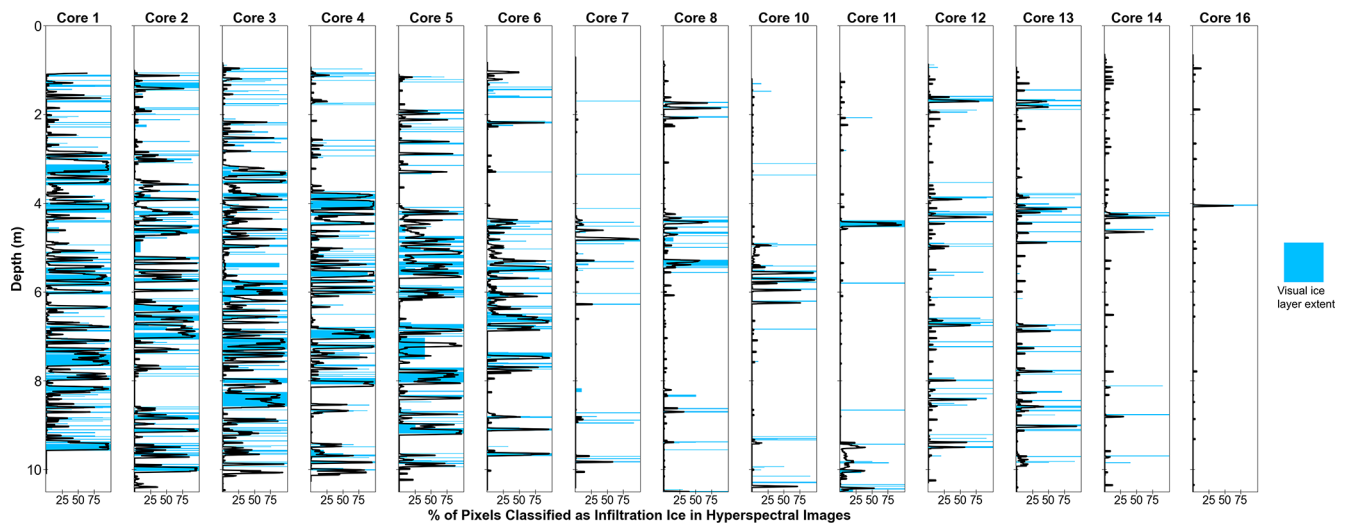 Core 1 Core 2 Core 3 Core 4 Core 5 Core 6 Core 7 Core 8 Core 10 Core 11 Core 12 Core 13 Core 14 Core 16
0
2
4
6
8
10
Depth (m)
Visual ice
layer extent
25 50 75 25 50 75 25 50 75 25 50 75 25 50 75 25 50 75 25 50 75 25 50 75 25 50 75 25 50 75 25 50 75 25 50 75 25 50 75 25 50 75
% of Pixels Classified as Infiltration Ice in Hyperspectral Images